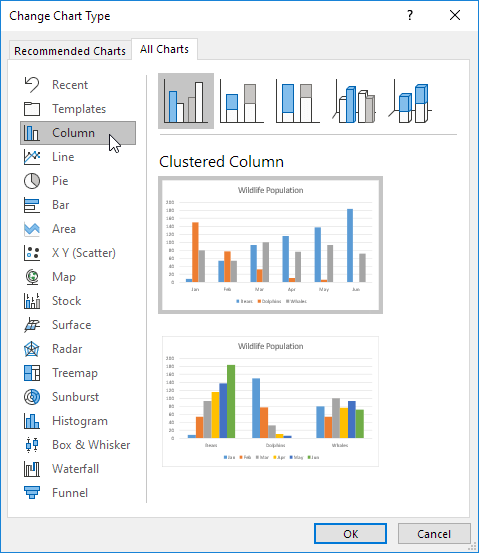 Change Chart Type
?
Recommended Charts
All Charts
Recent
Templates
Column
Line
Pie
Bar
Area
X Y (Scatter)
Map
Stock
Surface
Radar
Treemap
Sunburst
Histogram
Box & Whisker
Waterfall
Funnel
Clustered Column
Wildlife Population
200
180
160
140
120
100
80
60
40
20
0
Jan Feb Mar Apr May Jun
Bears Dolphins Whales
Wildlife Population
200
180
160
140
120
100
80
60
40
20
0
Bears Dolphins Whales
Jan Feb Mar Apr May Jun
OK Cancel